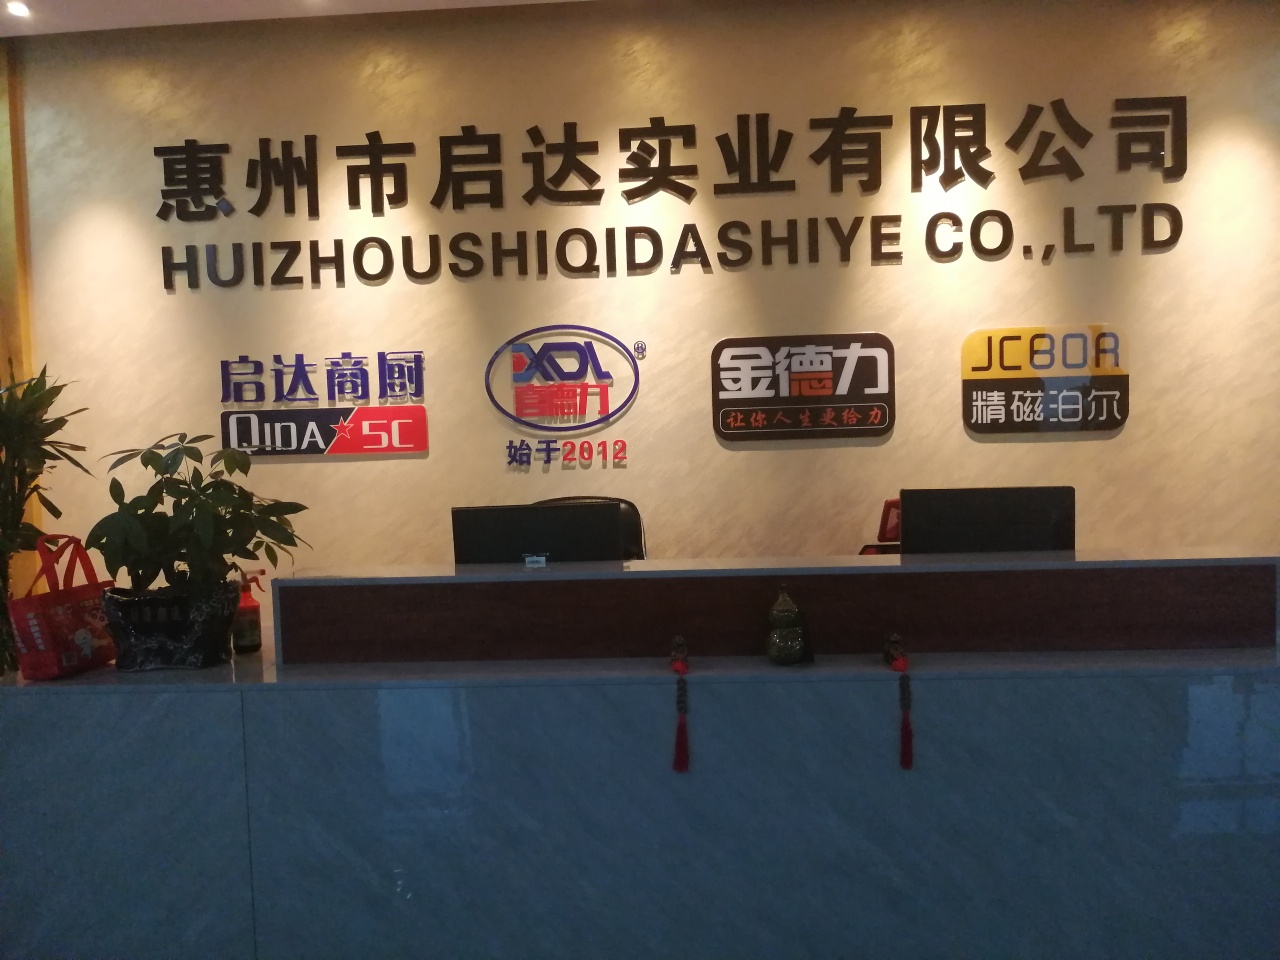 惠州市启达实业有限公司
HUIZHOUSHIQIDASHIYE CO.,LTD
启达商厨
QIDA 5C
XDL
喜德力
始于2012
金德力
让你人生更给力
JCBOR
精磁泊尔